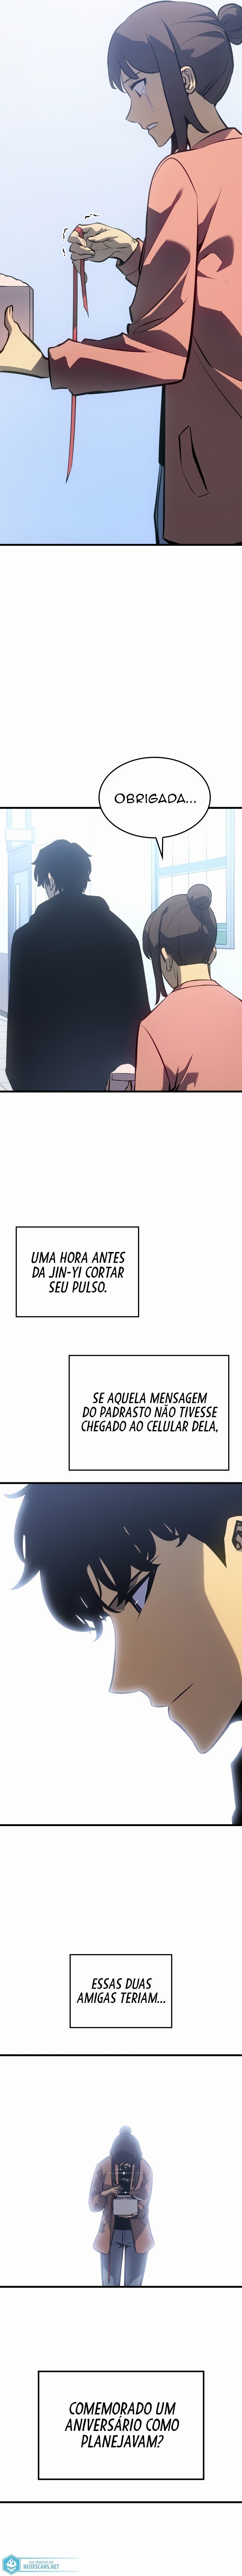 OBRIGADA...
UMA HORA ANTES
DA JIN-YI CORTAR
SEU PULSO.
SE AQUELA MENSAGEM
DO PADRASTO NÃO TIVESSE
CHEGADO AO CELULAR DELA,
ESSAS DUAS
AMIGAS TERIAM...
COMEMORADO UM
ANIVERSÁRIO COMO
PLANEJAVAM?
NEOXSCANS.NET